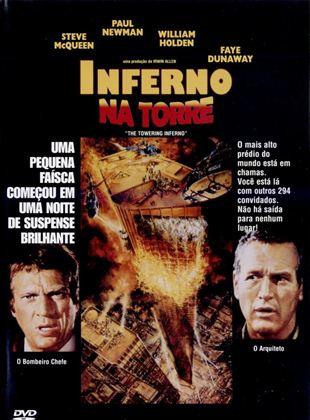 STEVE McQUEEN
PAUL NEWMAN
WILLIAM HOLDEN
FAYE DUNAWAY
uma produção de IRWIN ALLEN
INFERNO
NA TORRE
"THE TOWERING INFERNO"
UMA
PEQUENA
FAÍSCA
COMEÇOU EM
UMA NOITE
DE SUSPENSE
BRILHANTE
O mais alto
prédio do
mundo está em
chamas.
Você está lá
com outros 294
convidados.
Não há saída
para nenhum
lugar!
O Bombeiro Chefe
O Arquiteto
DVD